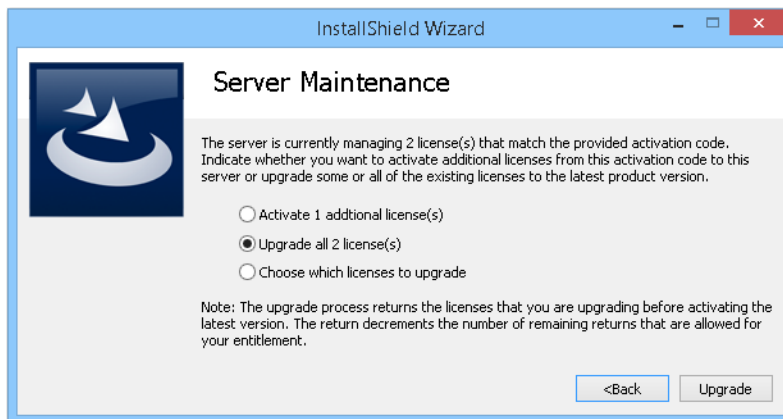 InstallShield Wizard
Server Maintenance
The server is currently managing 2 license(s) that match the provided activation code.
Indicate whether you want to activate additional licenses from this activation code to this
server or upgrade some or all of the existing licenses to the latest product version.
Activate 1 addtional license(s)
Upgrade all 2 license(s)
Choose which licenses to upgrade
Note: The upgrade process returns the licenses that you are upgrading before activating the
latest version. The return decrements the number of remaining returns that are allowed for
your entitlement.
<Back
Upgrade